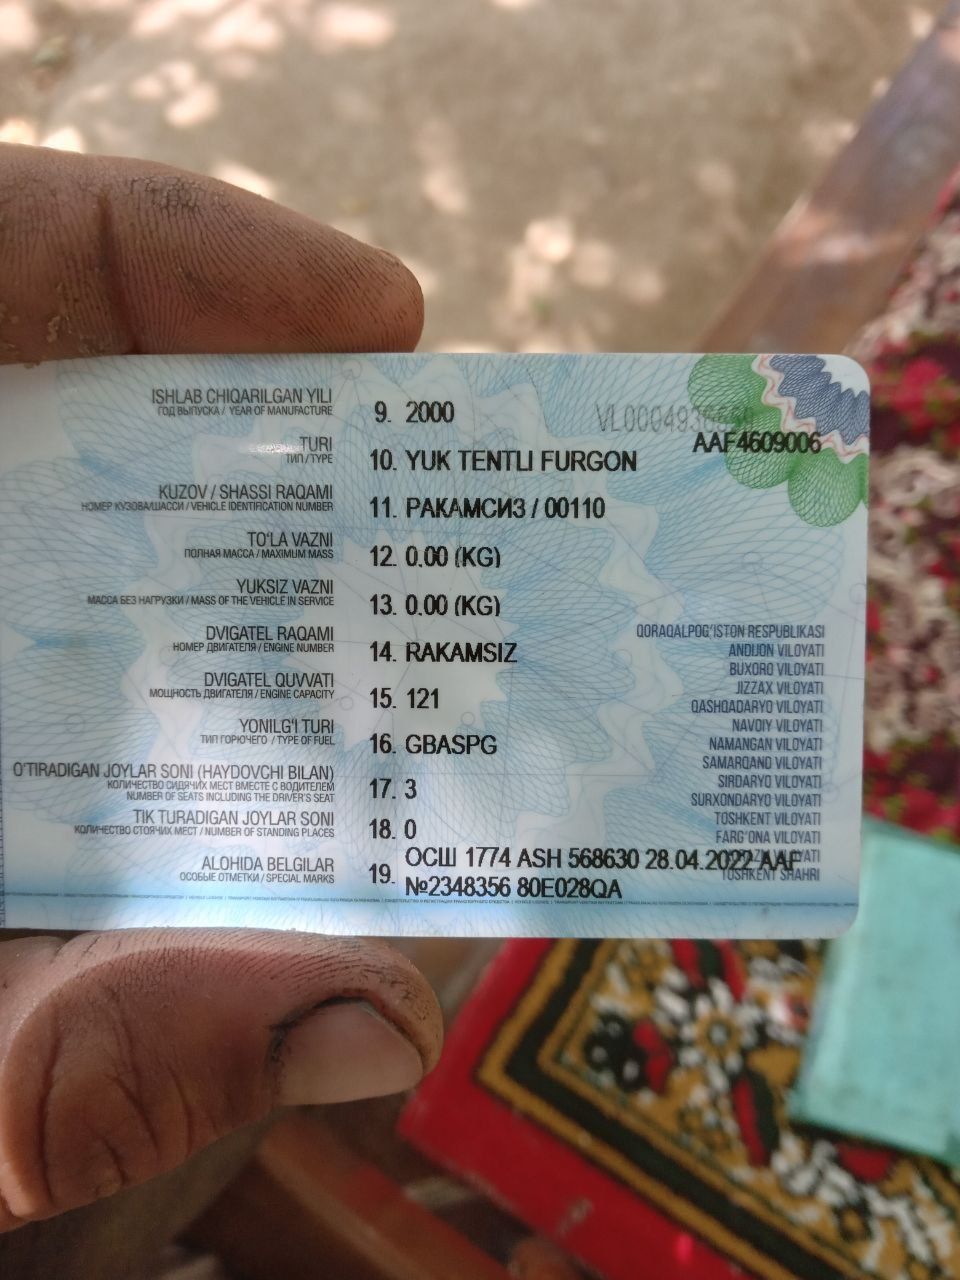 ISHLAB CHIQARILGAN YILI
ГОД ВЫПУСКА / YEAR OF MANUFACTURE
9. 2000
AAF4609006
TURI
ТИП / TYPE
10. YUK TENTLI FURGON
KUZOV / SHASSI RAQAMI
НОМЕР КУЗОВА/ШАССИ / VEHICLE IDENTIFICATION NUMBER
11. РАКАМСИЗ / 00110
TO'LA VAZNI
ПОЛНАЯ МАССА / MAXIMUM MASS
12. 0.00 (KG)
YUKSIZ VAZNI
МАССА БЕЗ НАГРУЗКИ / MASS OF THE VEHICLE IN SERVICE
13. 0.00 (KG)
DVIGATEL RAQAMI
НОМЕР ДВИГАТЕЛЯ / ENGINE NUMBER
14. RAKAMSIZ
DVIGATEL QUVVATI
МОЩНОСТЬ ДВИГАТЕЛЯ / ENGINE CAPACITY
15. 121
YONILG'I TURI
ТИП ГОРЮЧЕГО / TYPE OF FUEL
16. GBASPG
O'TIRADIGAN JOYLAR SONI (HAYDOVCHI BILAN)
КОЛИЧЕСТВО СИДЯЧИХ МЕСТ ВМЕСТЕ С ВОДИТЕЛЕМ
NUMBER OF SEATS INCLUDING THE DRIVER'S SEAT
17. 3
TIK TURADIGAN JOYLAR SONI
КОЛИЧЕСТВО СТОЯЧИХ МЕСТ / NUMBER OF STANDING PLACES
18. 0
ALOHIDA BELGILAR
ОСОБЫЕ ОТМЕТКИ / SPECIAL MARKS
19. ОСШ 1774 ASH 568630 28.04.2022 AAF
№2348356 80E028QA
QORAQALPOG'ISTON RESPUBLIKASI
ANDIJON VILOYATI
BUXORO VILOYATI
JIZZAX VILOYATI
QASHQADARYO VILOYATI
NAVOIY VILOYATI
NAMANGAN VILOYATI
SAMARQAND VILOYATI
SIRDARYO VILOYATI
SURXONDARYO VILOYATI
TOSHKENT VILOYATI
FARG'ONA VILOYATI
VILOYATI
TOSHKENT SHAHRI